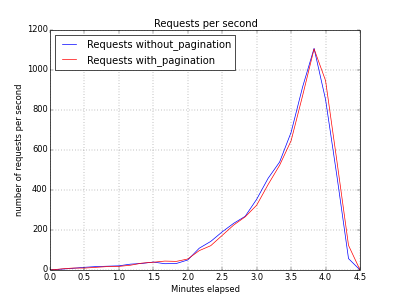 Requests per second
1200
1000
800
600
400
200
0
number of requests per second
Requests without_pagination
Requests with_pagination
0.0 0.5 1.0 1.5 2.0 2.5 3.0 3.5 4.0 4.5
Minutes elapsed